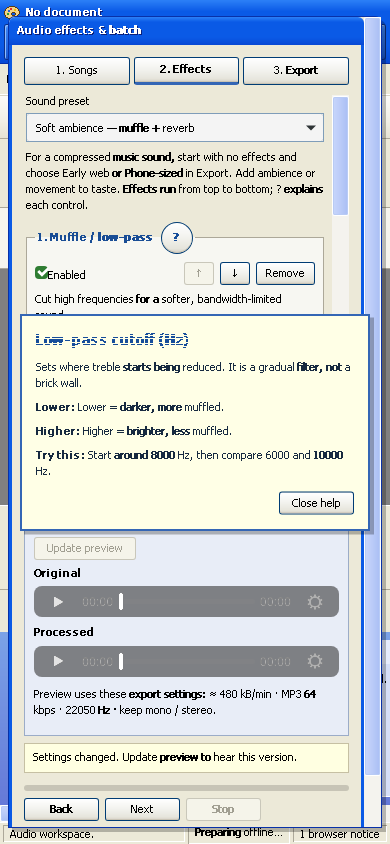 No document
Audio effects & batch
1. Songs
2. Effects
3. Export
Sound preset
Soft ambience — muffle + reverb
For a compressed music sound, start with no effects and
choose Early web or Phone-sized in Export. Add ambience or
movement to taste. Effects run from top to bottom; ? explains
each control.
1. Muffle / low-pass
?
Enabled
↑
↓
Remove
Cut high frequencies for a softer, bandwidth-limited
Low-pass cutoff (Hz)
Sets where treble starts being reduced. It is a gradual filter, not a
brick wall.
Lower: Lower = darker, more muffled.
Higher: Higher = brighter, less muffled.
Try this: Start around 8000 Hz, then compare 6000 and 10000
Hz.
Close help
Update preview
Original
00:00
00:00
Processed
00:00
00:00
Preview uses these export settings: ≈ 480 kB/min · MP3 64
kbps · 22050 Hz · keep mono / stereo.
Settings changed. Update preview to hear this version.
Back
Next
Stop
Audio workspace.
Preparing offline…
1 browser notice